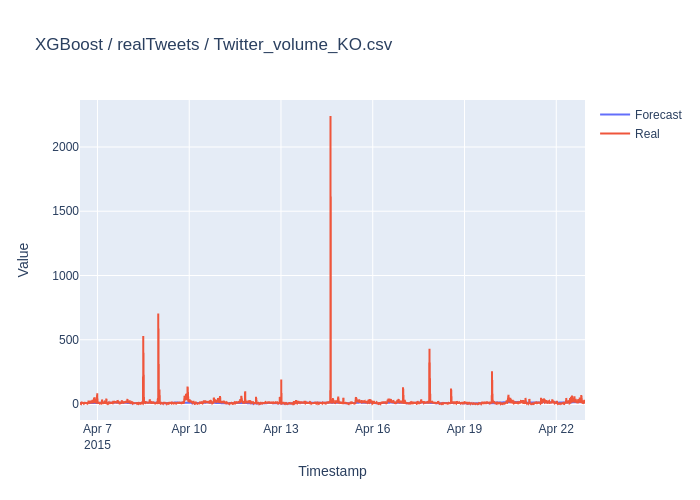 XGBoost / realTweets / Twitter_volume_KO.csv
Forecast
Real
2000
1500
1000
500
0
Value
Apr 7
2015
Apr 10
Apr 13
Apr 16
Apr 19
Apr 22
Timestamp